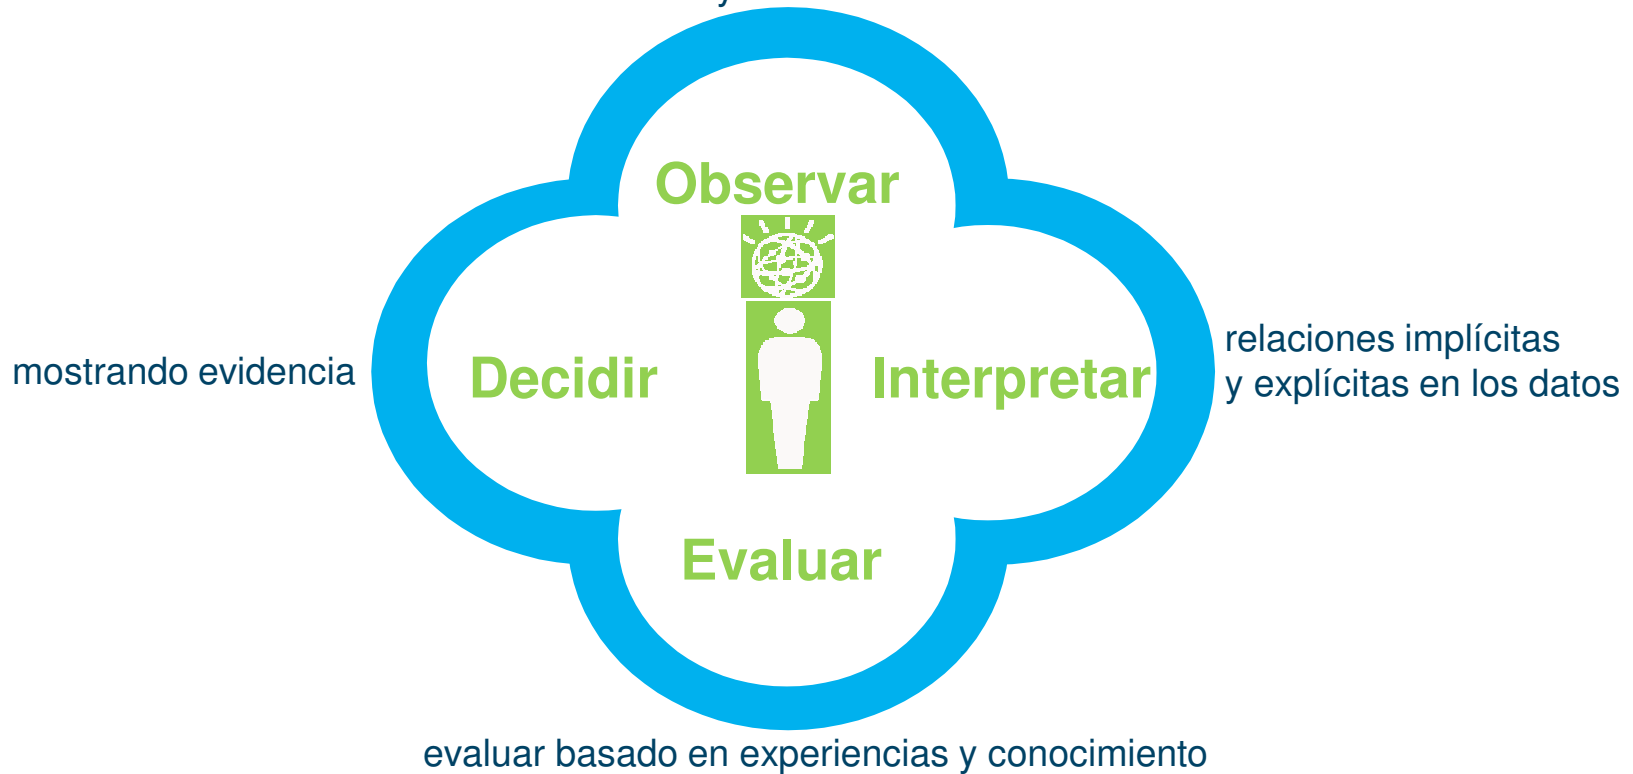 Observar
mostrando evidencia
Decidir
Interpretar
relaciones implícitas
y explícitas en los datos
Evaluar
evaluar basado en experiencias y conocimiento